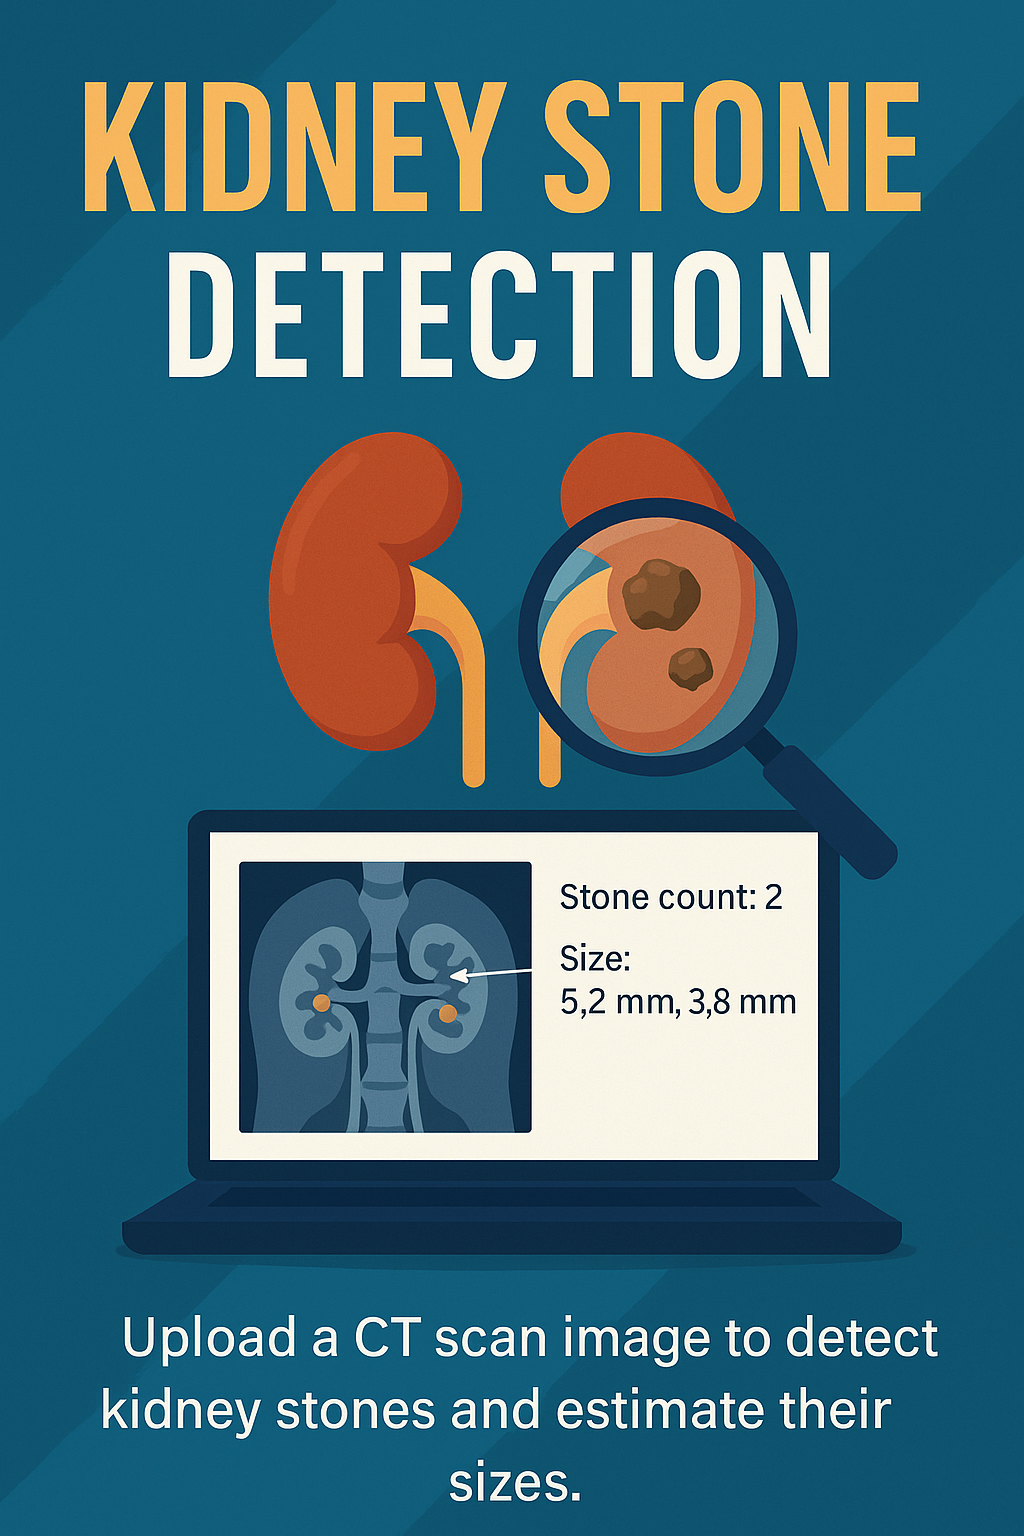 KIDNEY STONE
DETECTION
Stone count: 2
Size:
5,2 mm, 3,8 mm
Upload a CT scan image to detect
kidney stones and estimate their
sizes.